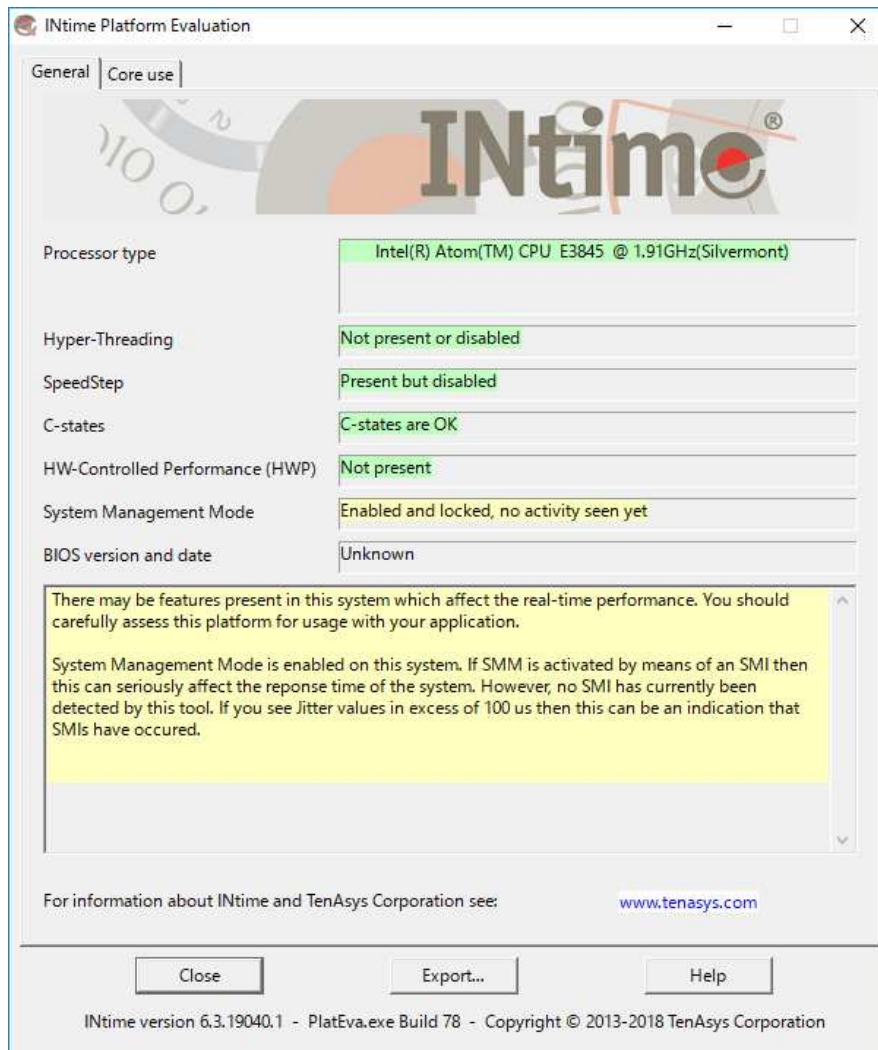 INtime Platform Evaluation
General
Core use
INtime®
Processor type
Intel(R) Atom(TM) CPU E3845 @ 1.91GHz(Silvermont)
Hyper-Threading
Not present or disabled
SpeedStep
Present but disabled
C-states
C-states are OK
HW-Controlled Performance (HWP)
Not present
System Management Mode
Enabled and locked, no activity seen yet
BIOS version and date
Unknown
There may be features present in this system which affect the real-time performance. You should
carefully assess this platform for usage with your application.
System Management Mode is enabled on this system. If SMM is activated by means of an SMI then
this can seriously affect the reponse time of the system. However, no SMI has currently been
detected by this tool. If you see Jitter values in excess of 100 us then this can be an indication that
SMIs have occured.
For information about INtime and TenAsys Corporation see:
www.tenasys.com
Close
Export...
Help
INtime version 6.3.19040.1 - PlatEva.exe Build 78 - Copyright © 2013-2018 TenAsys Corporation